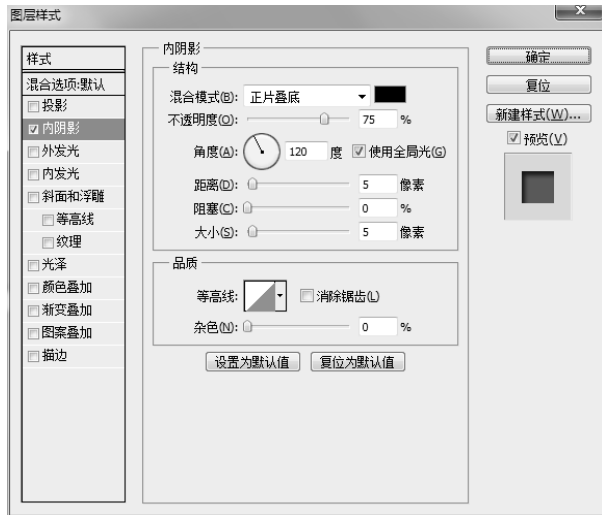 图层样式
样式
混合选项:默认
投影
内阴影
外发光
内发光
斜面和浮雕
等高线
纹理
光泽
颜色叠加
渐变叠加
图案叠加
描边
内阴影
结构
混合模式(B): 正片叠底
不透明度(O): 75 %
角度(A): 120 度 使用全局光(G)
距离(D): 5 像素
阻塞(C): 0 %
大小(S): 5 像素
品质
等高线: 消除锯齿(L)
杂色(N): 0 %
设置为默认值 复位为默认值
确定
复位
新建样式(W)...
预览(V)